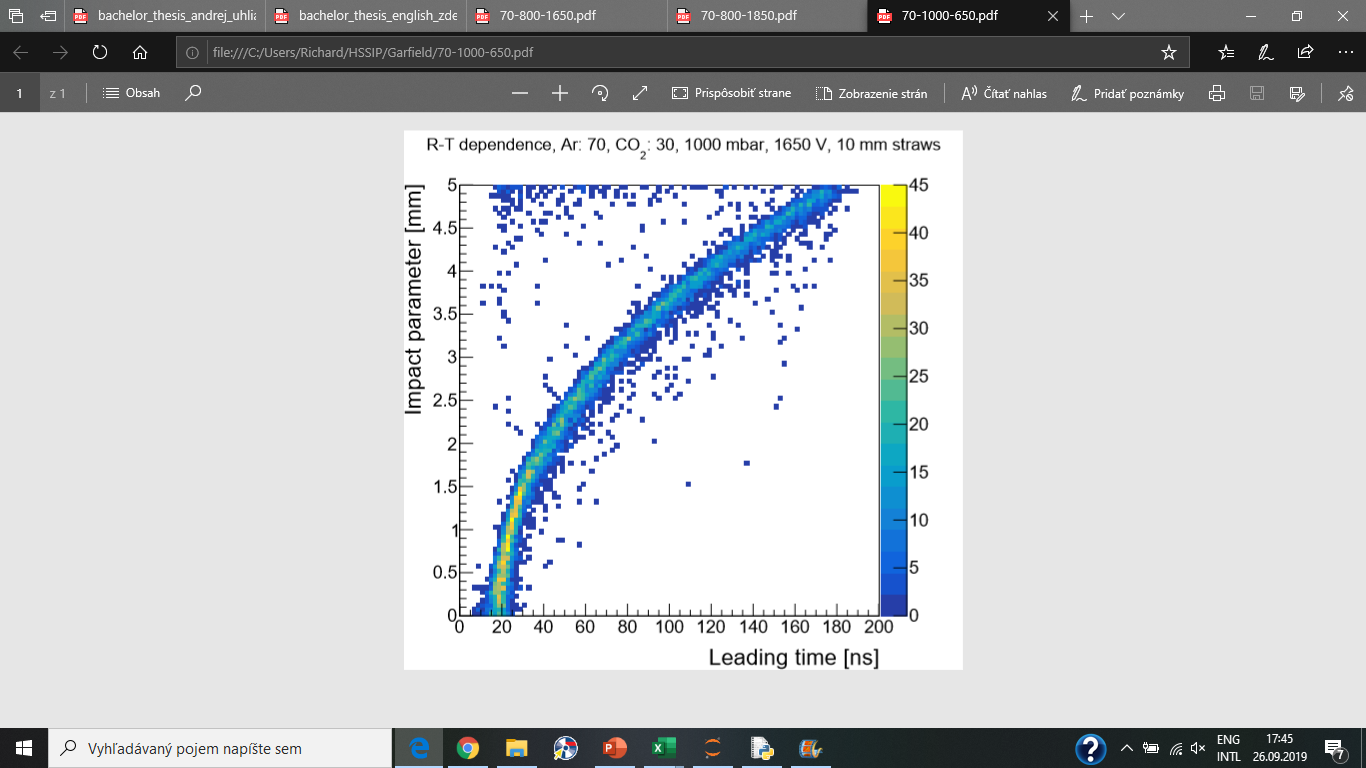 bachelor_thesis_andrej_uhlia
bachelor_thesis_english_zde
70-800-1650.pdf
70-800-1850.pdf
70-1000-650.pdf
file:///C:/Users/Richard/HSSIP/Garfield/70-1000-650.pdf
1 z 1 Obsah Prispôsobiť strane Zobrazenie strán Čítať nahlas Pridať poznámky
R-T dependence, Ar: 70, CO2: 30, 1000 mbar, 1650 V, 10 mm straws
Impact parameter [mm]
5
4.5
4
3.5
3
2.5
2
1.5
1
0.5
0
0 20 40 60 80 100 120 140 160 180 200
Leading time [ns]
45
40
35
30
25
20
15
10
5
0
Vyhľadávaný pojem napíšte sem
ENG
INTL
17:45
26.09.2019
7